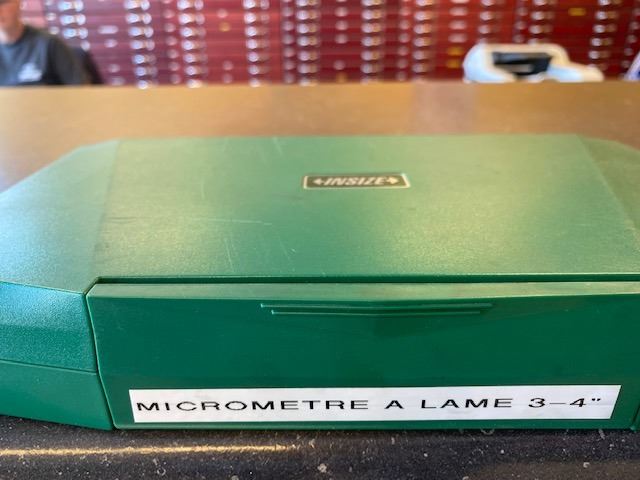 INSIZE
MICROMETRE A LAME 3-4"